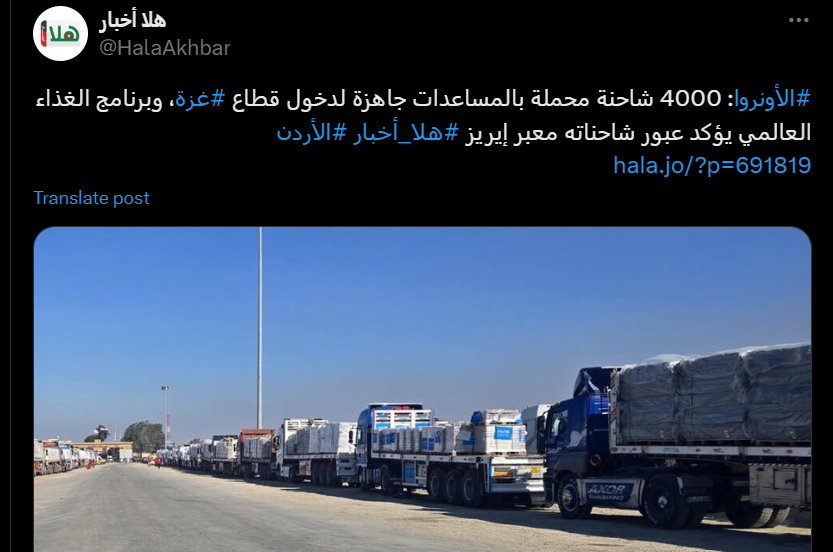 هلا أخبار
@HalaAkhbar
#الأونروا: 4000 شاحنة محملة بالمساعدات جاهزة لدخول قطاع #غزة، وبرنامج الغذاء
العالمي يؤكد عبور شاحناته معبر إيريز #هلا_أخبار #الأردن
hala.jo/?p=691819
Translate post
AXOR